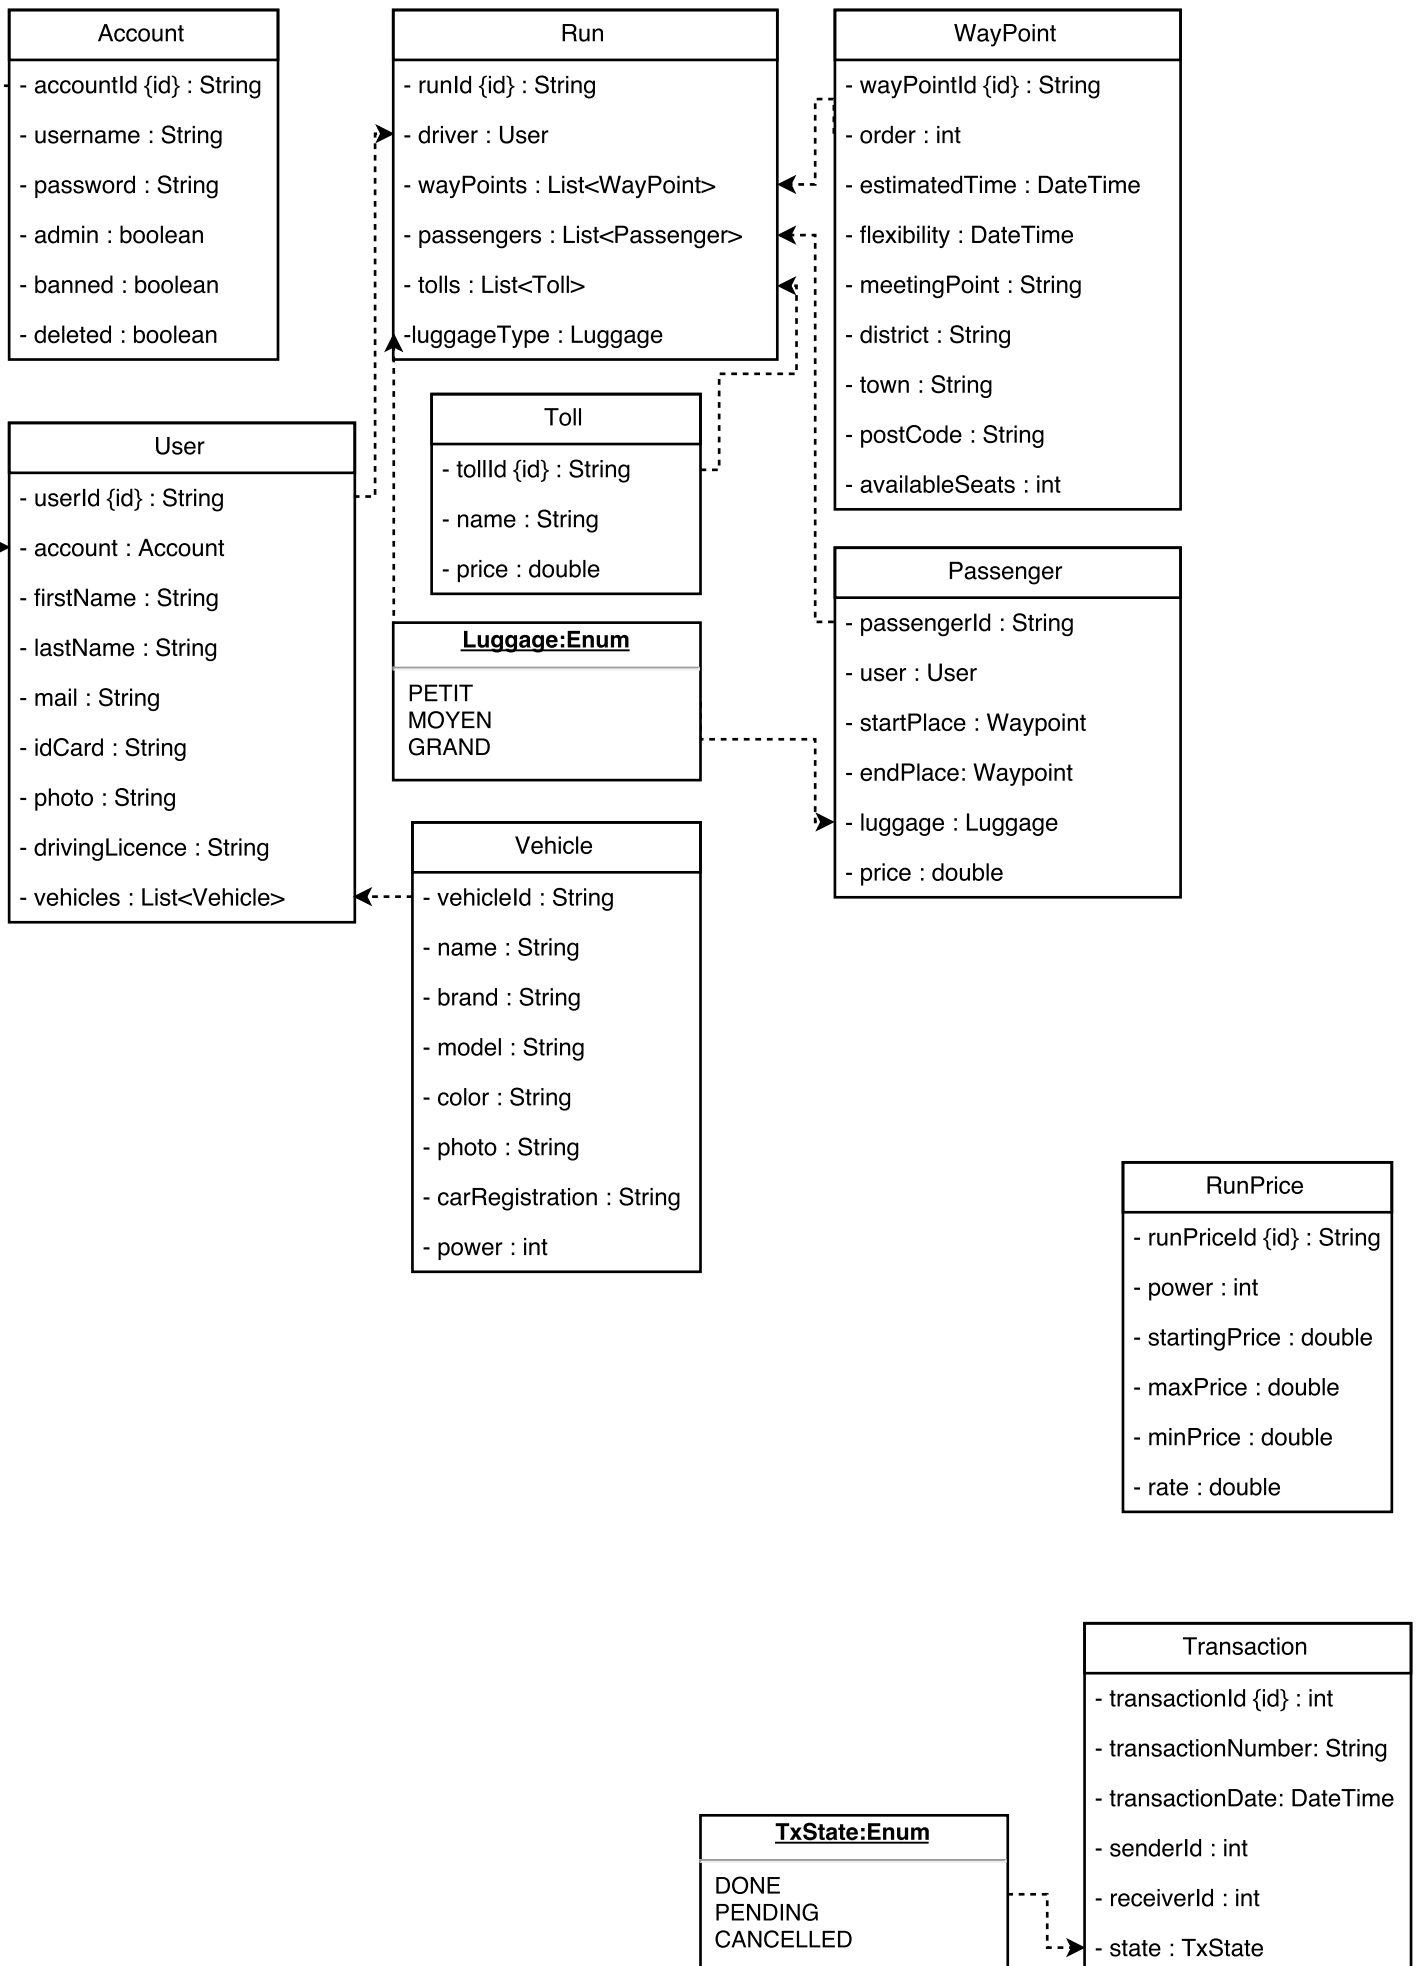 Account
- accountId {id} : String
- username : String
- password : String
- admin : boolean
- banned : boolean
- deleted : boolean
Run
- runId {id} : String
- driver : User
- wayPoints : List<WayPoint>
- passengers : List<Passenger>
- tolls : List<Toll>
-luggageType : Luggage
WayPoint
- wayPointId {id} : String
- order : int
- estimatedTime : DateTime
- flexibility : DateTime
- meetingPoint : String
- district : String
- town : String
- postCode : String
- availableSeats : int
User
- userId {id} : String
- account : Account
- firstName : String
- lastName : String
- mail : String
- idCard : String
- photo : String
- drivingLicence : String
- vehicles : List<Vehicle>
Toll
- tollId {id} : String
- name : String
- price : double
Luggage:Enum
PETIT
MOYEN
GRAND
Passenger
- passengerId : String
- user : User
- startPlace : Waypoint
- endPlace: Waypoint
- luggage : Luggage
- price : double
Vehicle
- vehicleId : String
- name : String
- brand : String
- model : String
- color : String
- photo : String
- carRegistration : String
- power : int
RunPrice
- runPriceId {id} : String
- power : int
- startingPrice : double
- maxPrice : double
- minPrice : double
- rate : double
Transaction
- transactionId {id} : int
- transactionNumber: String
- transactionDate: DateTime
- senderId : int
- receiverId : int
- state : TxState
TxState:Enum
DONE
PENDING
CANCELLED